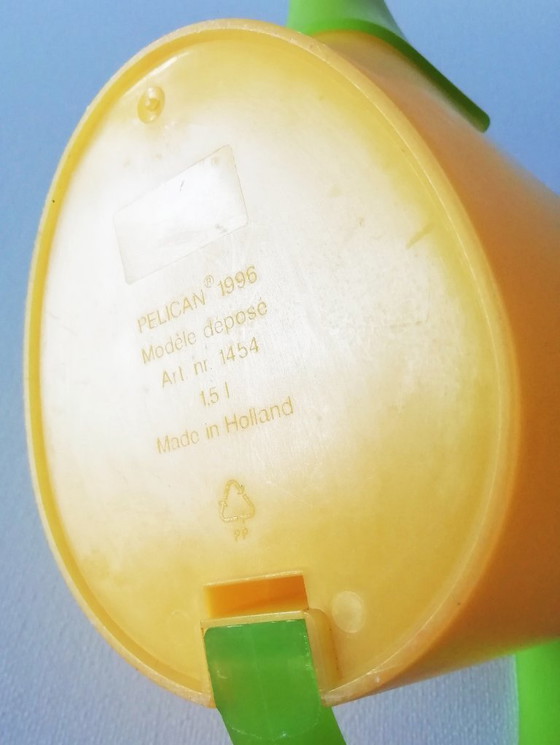 PELICAN® 1996
Modèle déposé
Art. nr. 1454
1,5 l
Made in Holland
PP